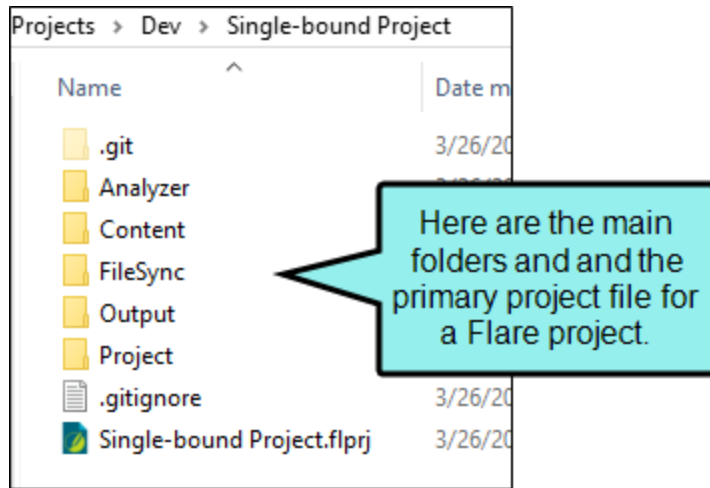 Projects > Dev > Single-bound Project
Name Date m
.git 3/26/20
Analyzer
Content
FileSync
Output
Project
.gitignore 3/26/20
Single-bound Project.flprj 3/26/20
Here are the main
folders and and the
primary project file for
a Flare project.